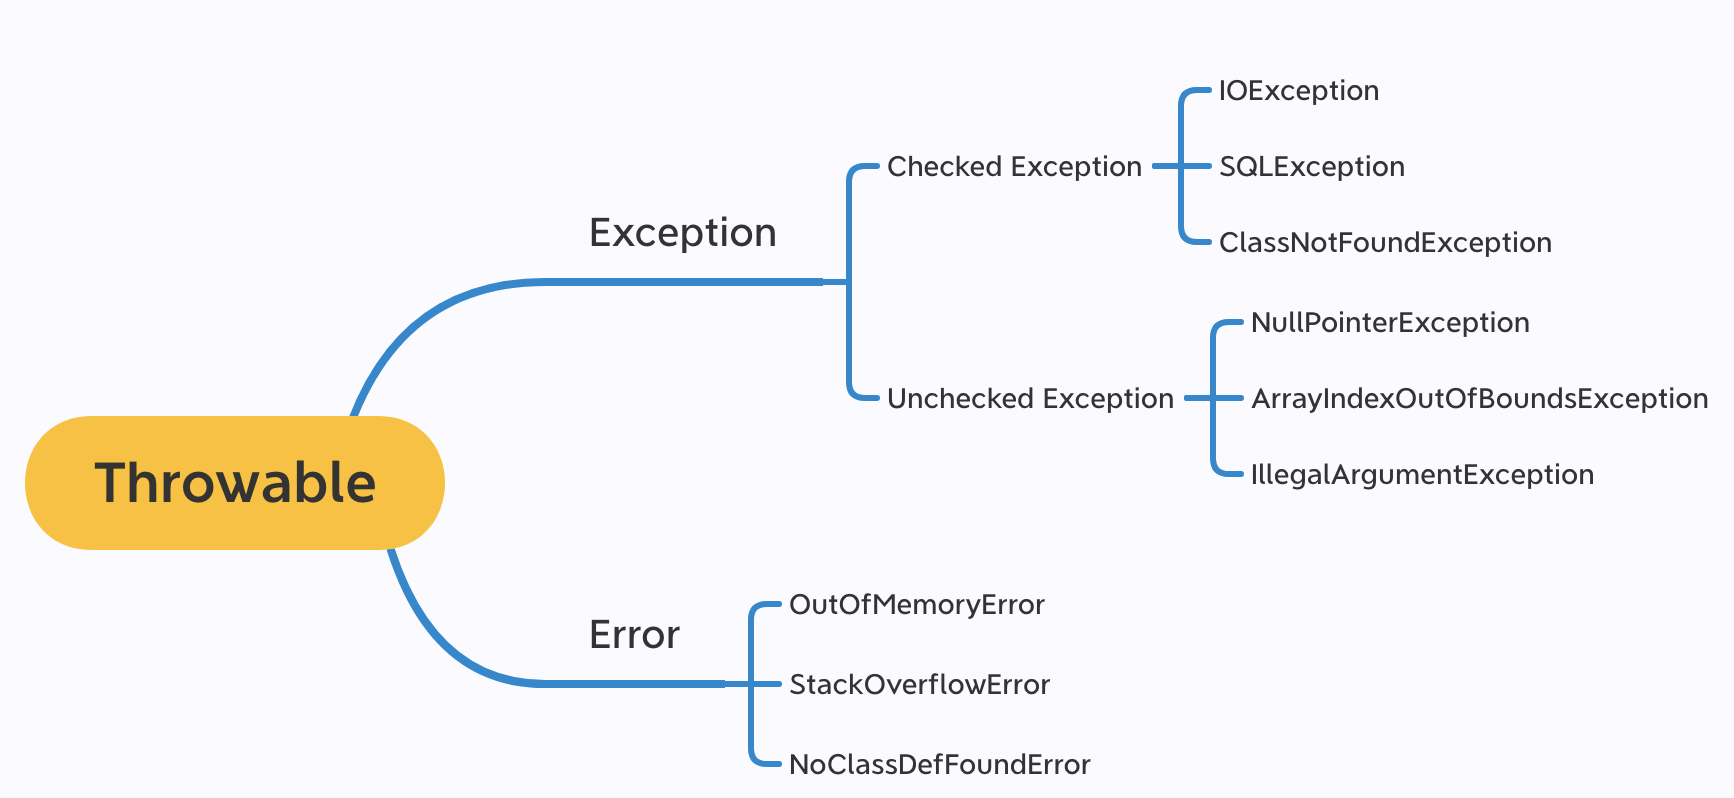 Throwable
Exception
Checked Exception
IOException
SQLException
ClassNotFoundException
Unchecked Exception
NullPointerException
ArrayIndexOutOfBoundsException
IllegalArgumentException
Error
OutOfMemoryError
StackOverflowError
NoClassDefFoundError